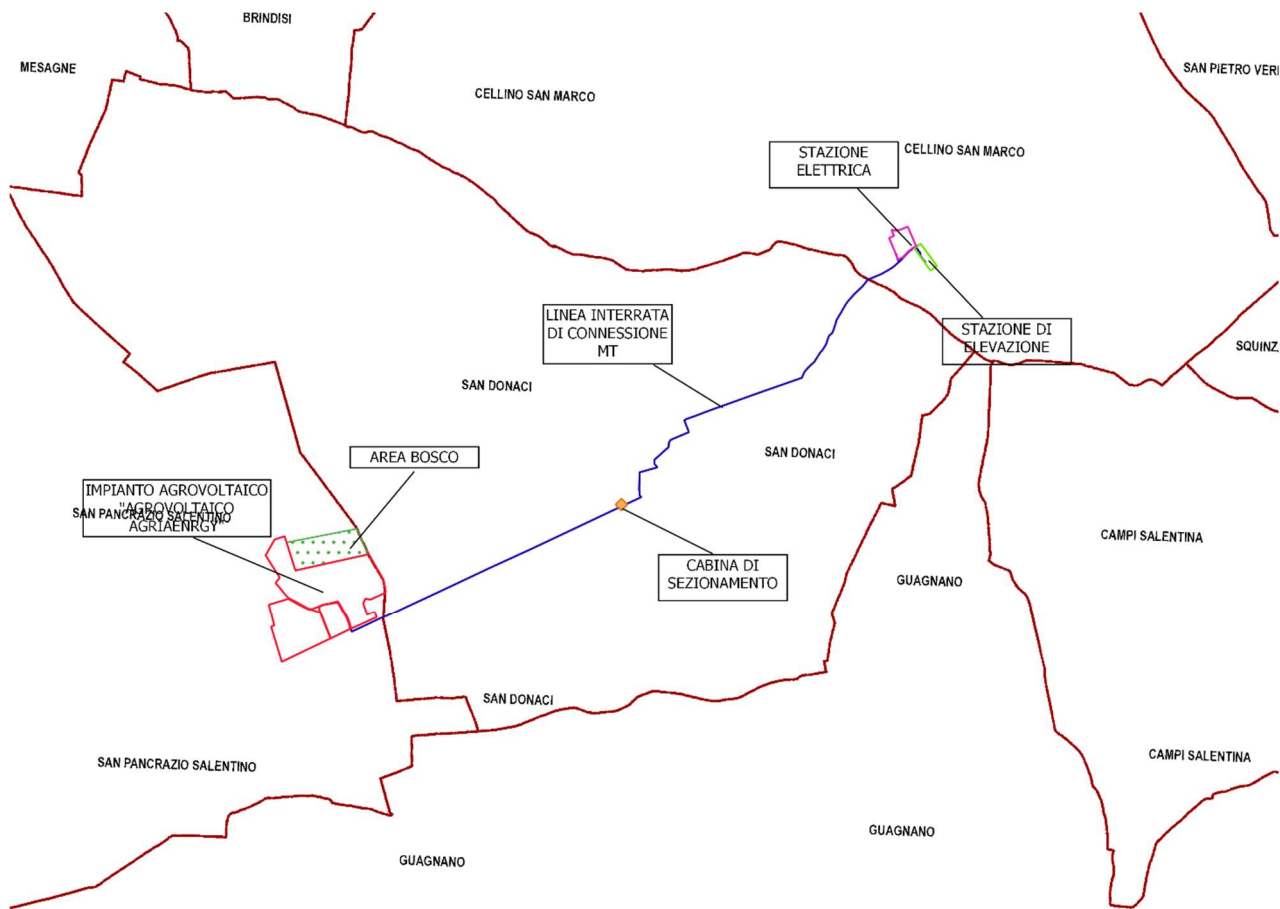 BRINDISI
MESAGNE
SAN PIETRO VER
CELLINO SAN MARCO
STAZIONE
ELETTRICA
CELLINO SAN MARCO
LINEA INTERRATA
DI CONNESSIONE
MT
STAZIONE DI
ELEVAZIONE
SQUINZ
SAN DONACI
AREA BOSCO
SAN DONACI
IMPIANTO AGROVOLTAICO
"AGROVOLTAICO
AGRIAENRGY"
SAN PANCRAZIO SALENTINO
CABINA DI
SEZIONAMENTO
CAMPI SALENTINA
GUAGNANO
SAN DONACI
SAN PANCRAZIO SALENTINO
CAMPI SALENTINA
GUAGNANO
GUAGNANO